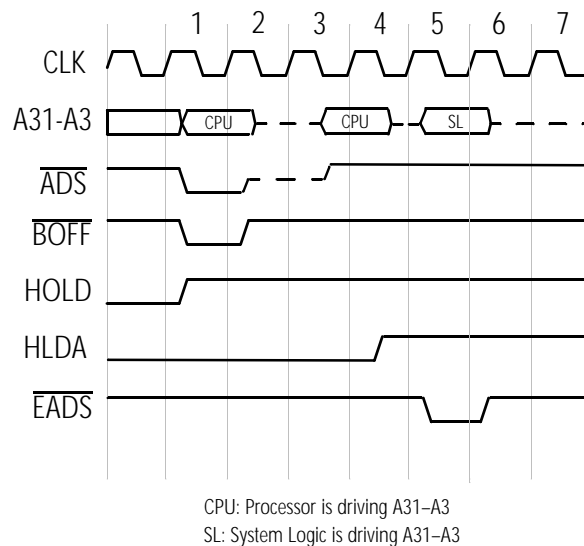 1 2 3 4 5 6 7
CLK
A31-A3 CPU CPU SL
ADS
BOFF
HOLD
HLDA
EADS
CPU: Processor is driving A31–A3
SL: System Logic is driving A31–A3